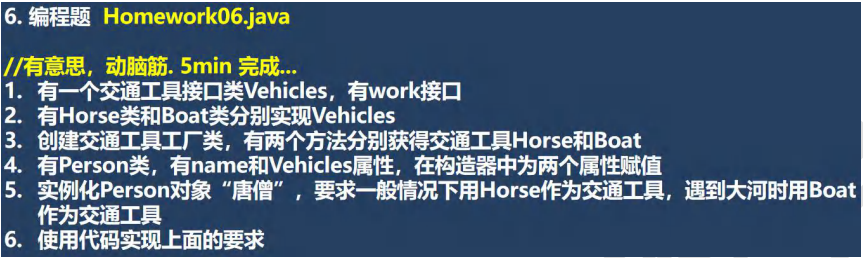 6. 编程题 Homework06.java
//有意思，动脑筋. 5min 完成...
1. 有一个交通工具接口类Vehicles，有work接口
2. 有Horse类和Boat类分别实现Vehicles
3. 创建交通工具工厂类，有两个方法分别获得交通工具Horse和Boat
4. 有Person类，有name和Vehicles属性，在构造器中为两个属性赋值
5. 实例化Person对象“唐僧”，要求一般情况下用Horse作为交通工具，遇到大河时用Boat
作为交通工具
6. 使用代码实现上面的要求